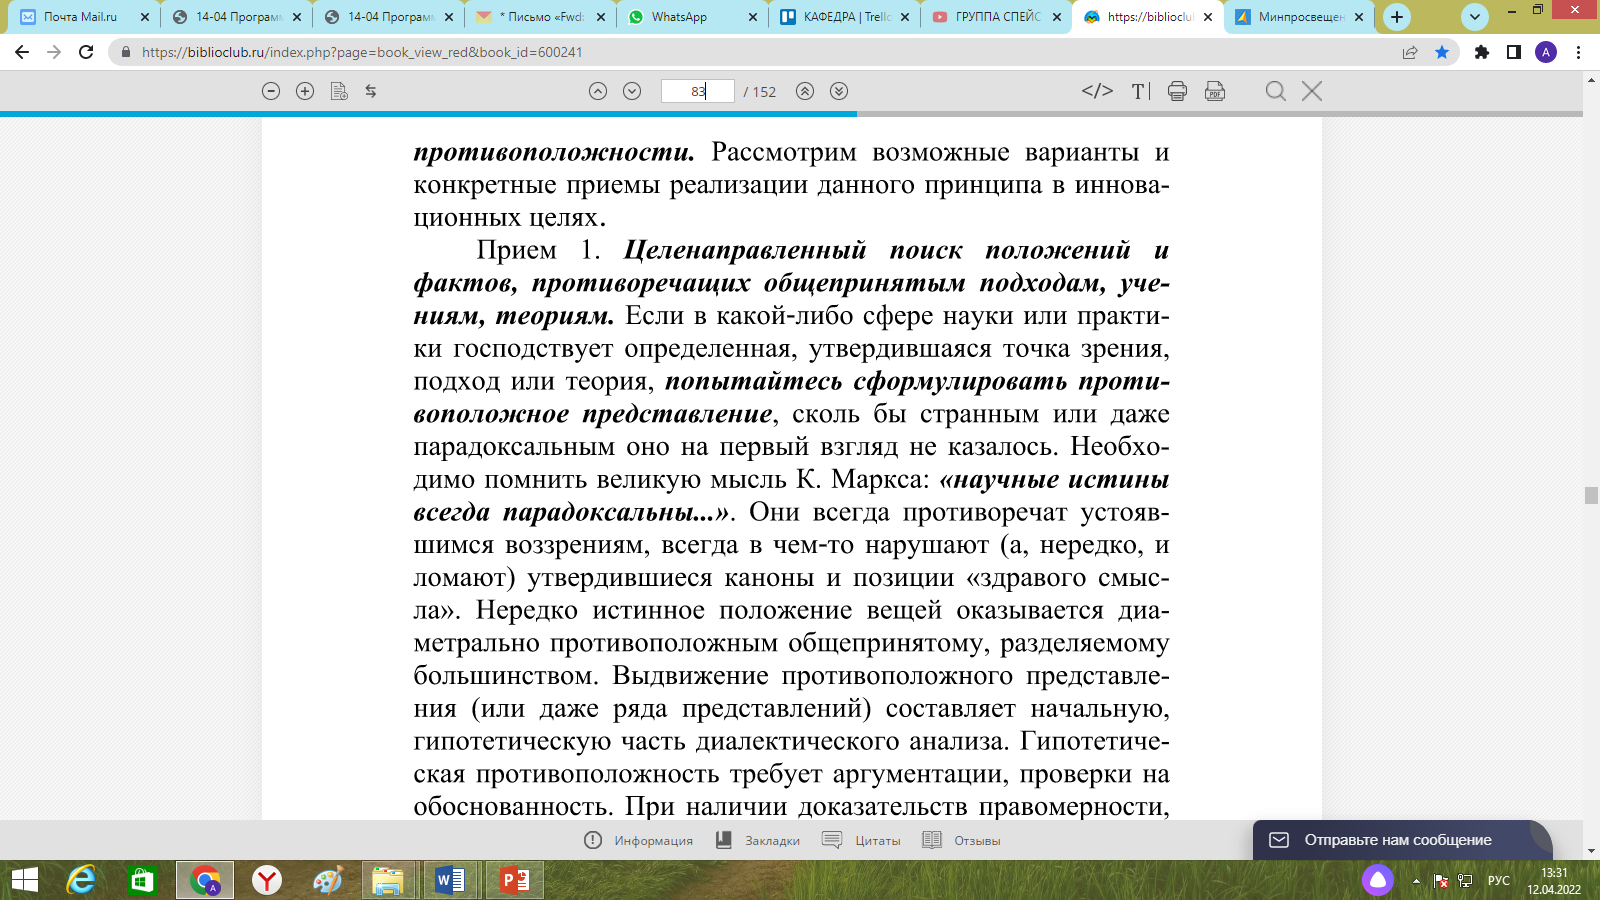 Почта Mail.ru
14-04 Програми
14-04 Програми
* Письмо «Fwd:
WhatsApp
КАФЕДРА | Trello
ГРУППА СПЕЙС
https://biblioclu
Минпросвещен
https://biblioclub.ru/index.php?page=book_view_red&book_id=600241
83 / 152
противоположности. Рассмотрим возможные варианты и
конкретные приемы реализации данного принципа в иннова-
ционных целях.
Прием 1. Целенаправленный поиск положений и
фактов, противоречащих общепринятым подходам, уче-
ниям, теориям. Если в какой-либо сфере науки или практи-
ки господствует определенная, утвердившаяся точка зрения,
подход или теория, попытайтесь сформулировать проти-
воположное представление, сколь бы странным или даже
парадоксальным оно на первый взгляд не казалось. Необхо-
димо помнить великую мысль К. Маркса: «научные истины
всегда парадоксальны...». Они всегда противоречат устояв-
шимся воззрениям, всегда в чем-то нарушают (а, нередко, и
ломают) утвердившиеся каноны и позиции «здравого смыс-
ла». Нередко истинное положение вещей оказывается диа-
метрально противоположным общепринятому, разделяемому
большинством. Выдвижение противоположного представле-
ния (или даже ряда представлений) составляет начальную,
гипотетическую часть диалектического анализа. Гипотетиче-
ская противоположность требует аргументации, проверки на
обоснованность. При наличии доказательств правомерности,
Информация
Закладки
Цитаты
Отзывы
Отправьте нам сообщение
РУС
13:31
12.04.2022